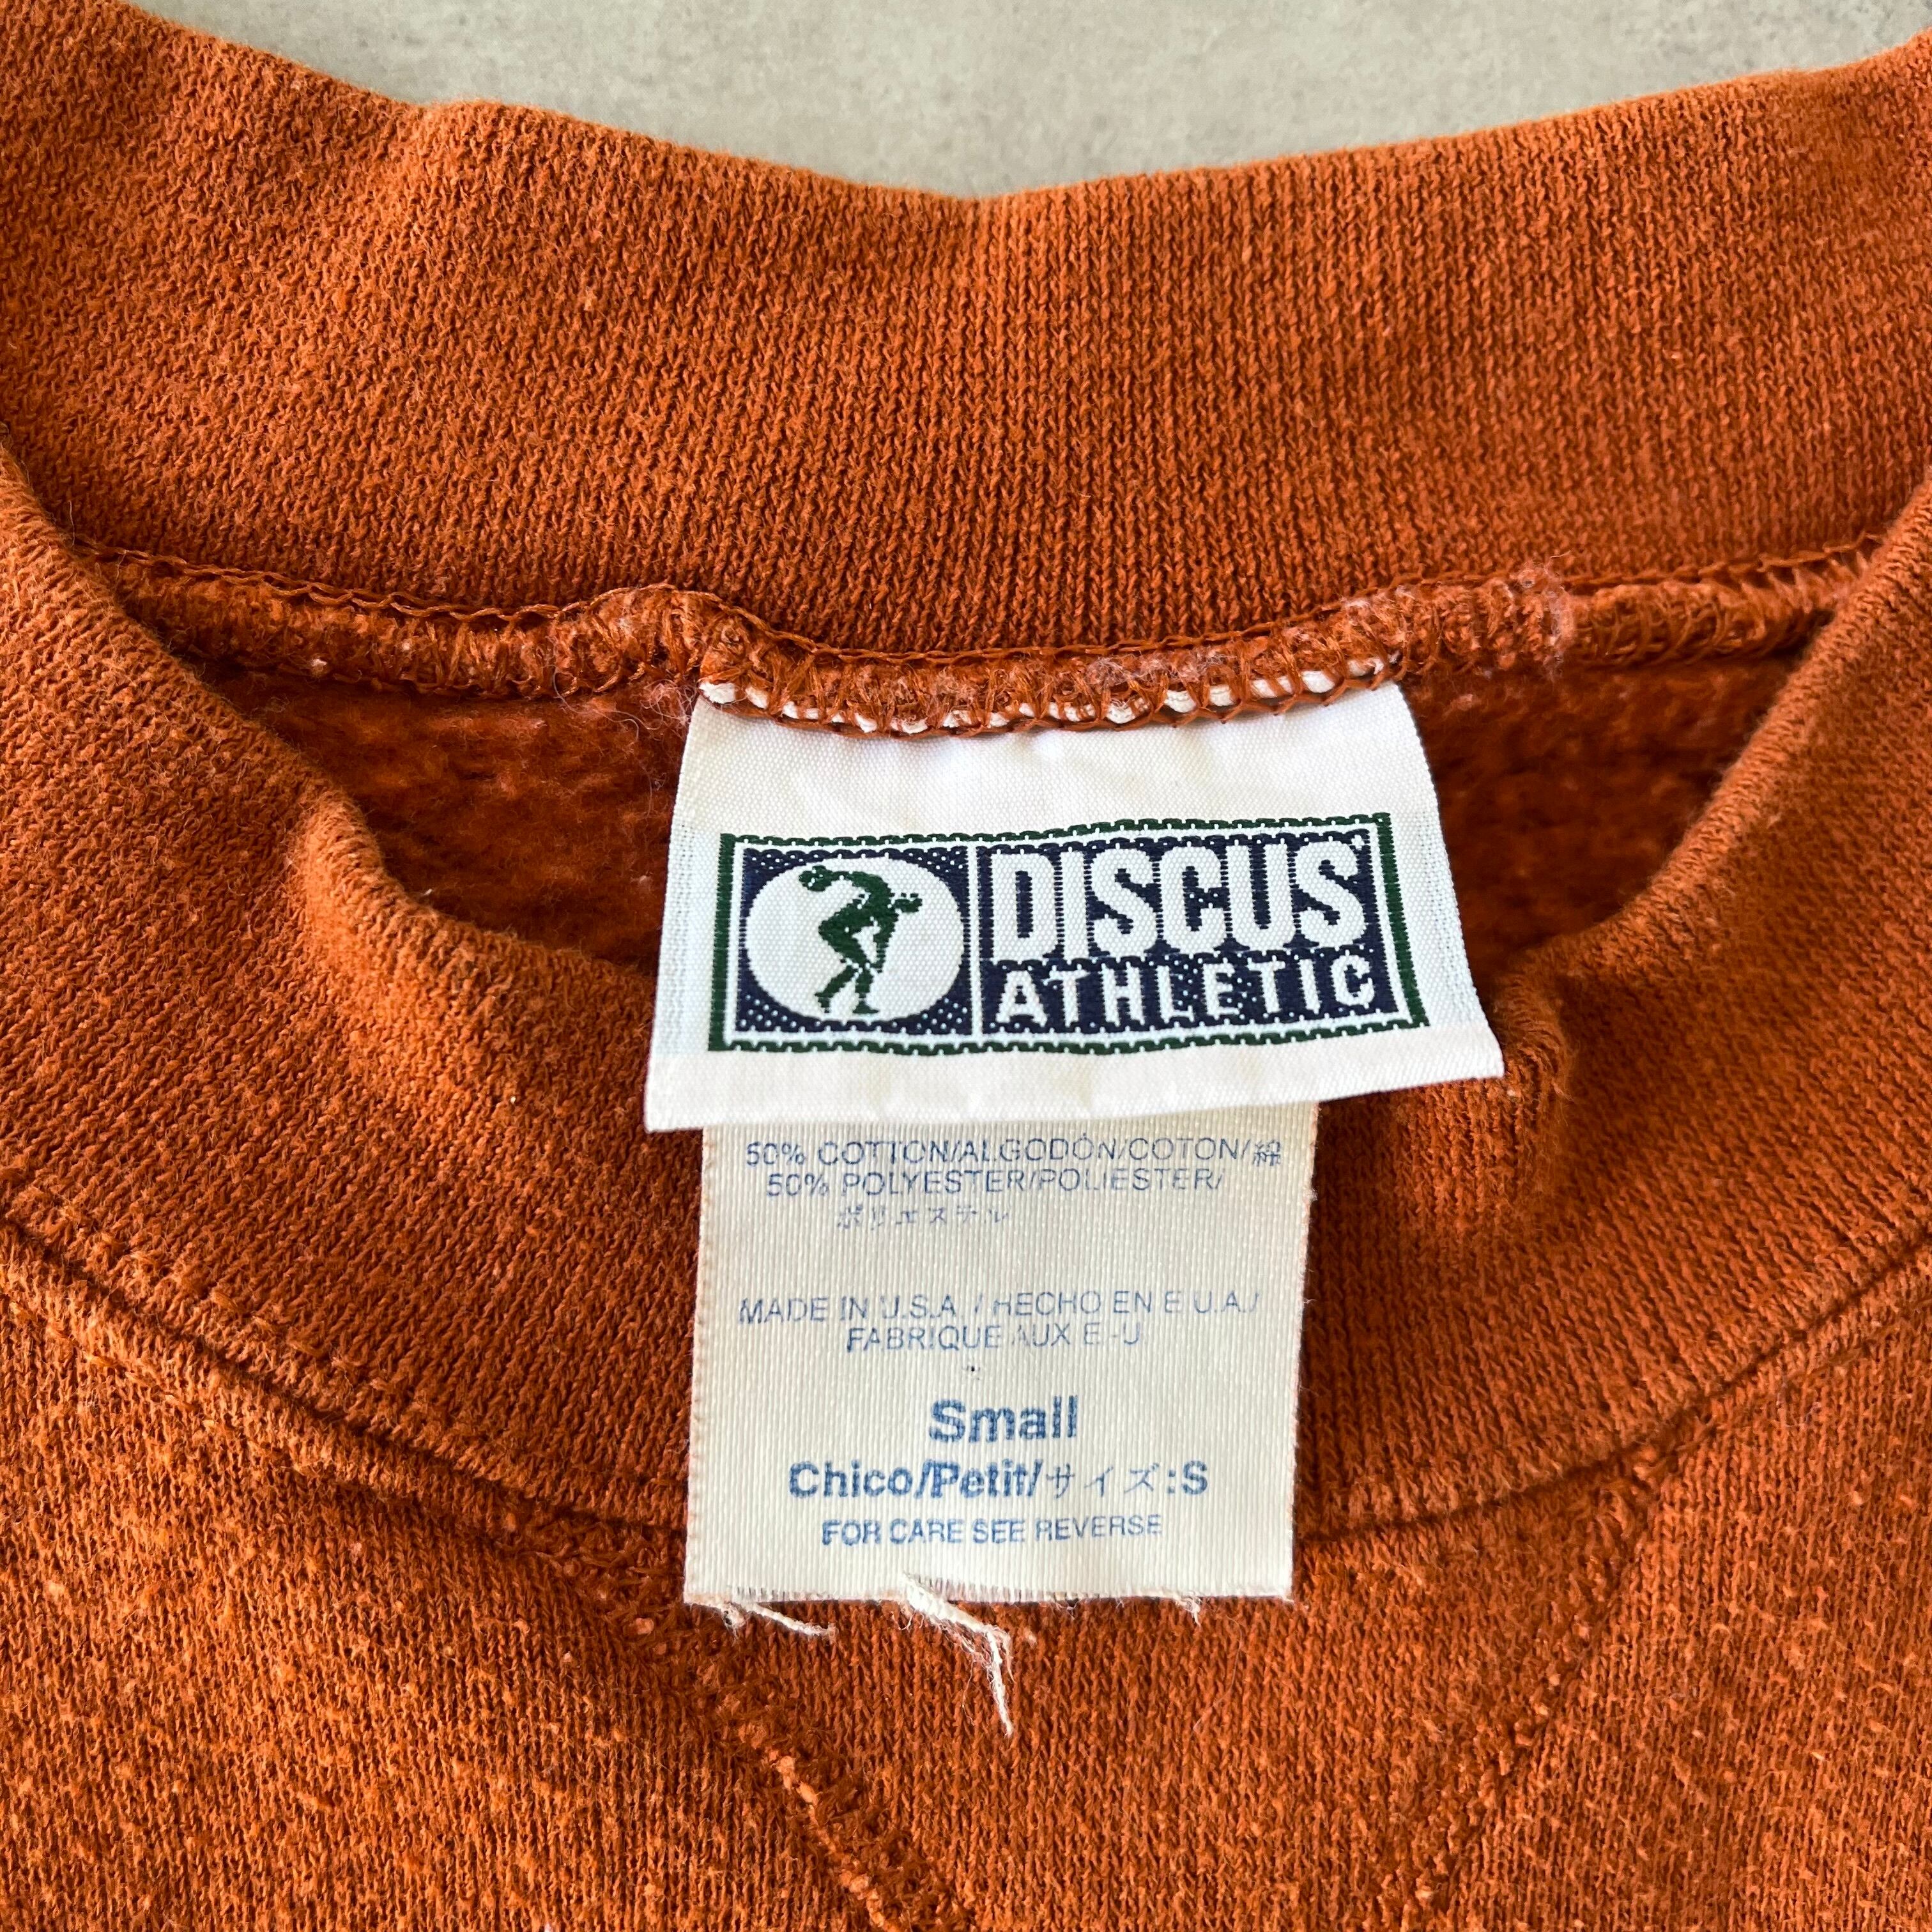 DISCUS
ATHLETIC
50% COTTON/ALGODÓN/COTON/綿
50% POLYESTER/POLIESTER/
ポリエステル
MADE IN U.S.A. / HECHO EN E.U.A./
FABRIQUE AUX E.-U.
Small
Chico/Petit/サイズ:S
FOR CARE SEE REVERSE